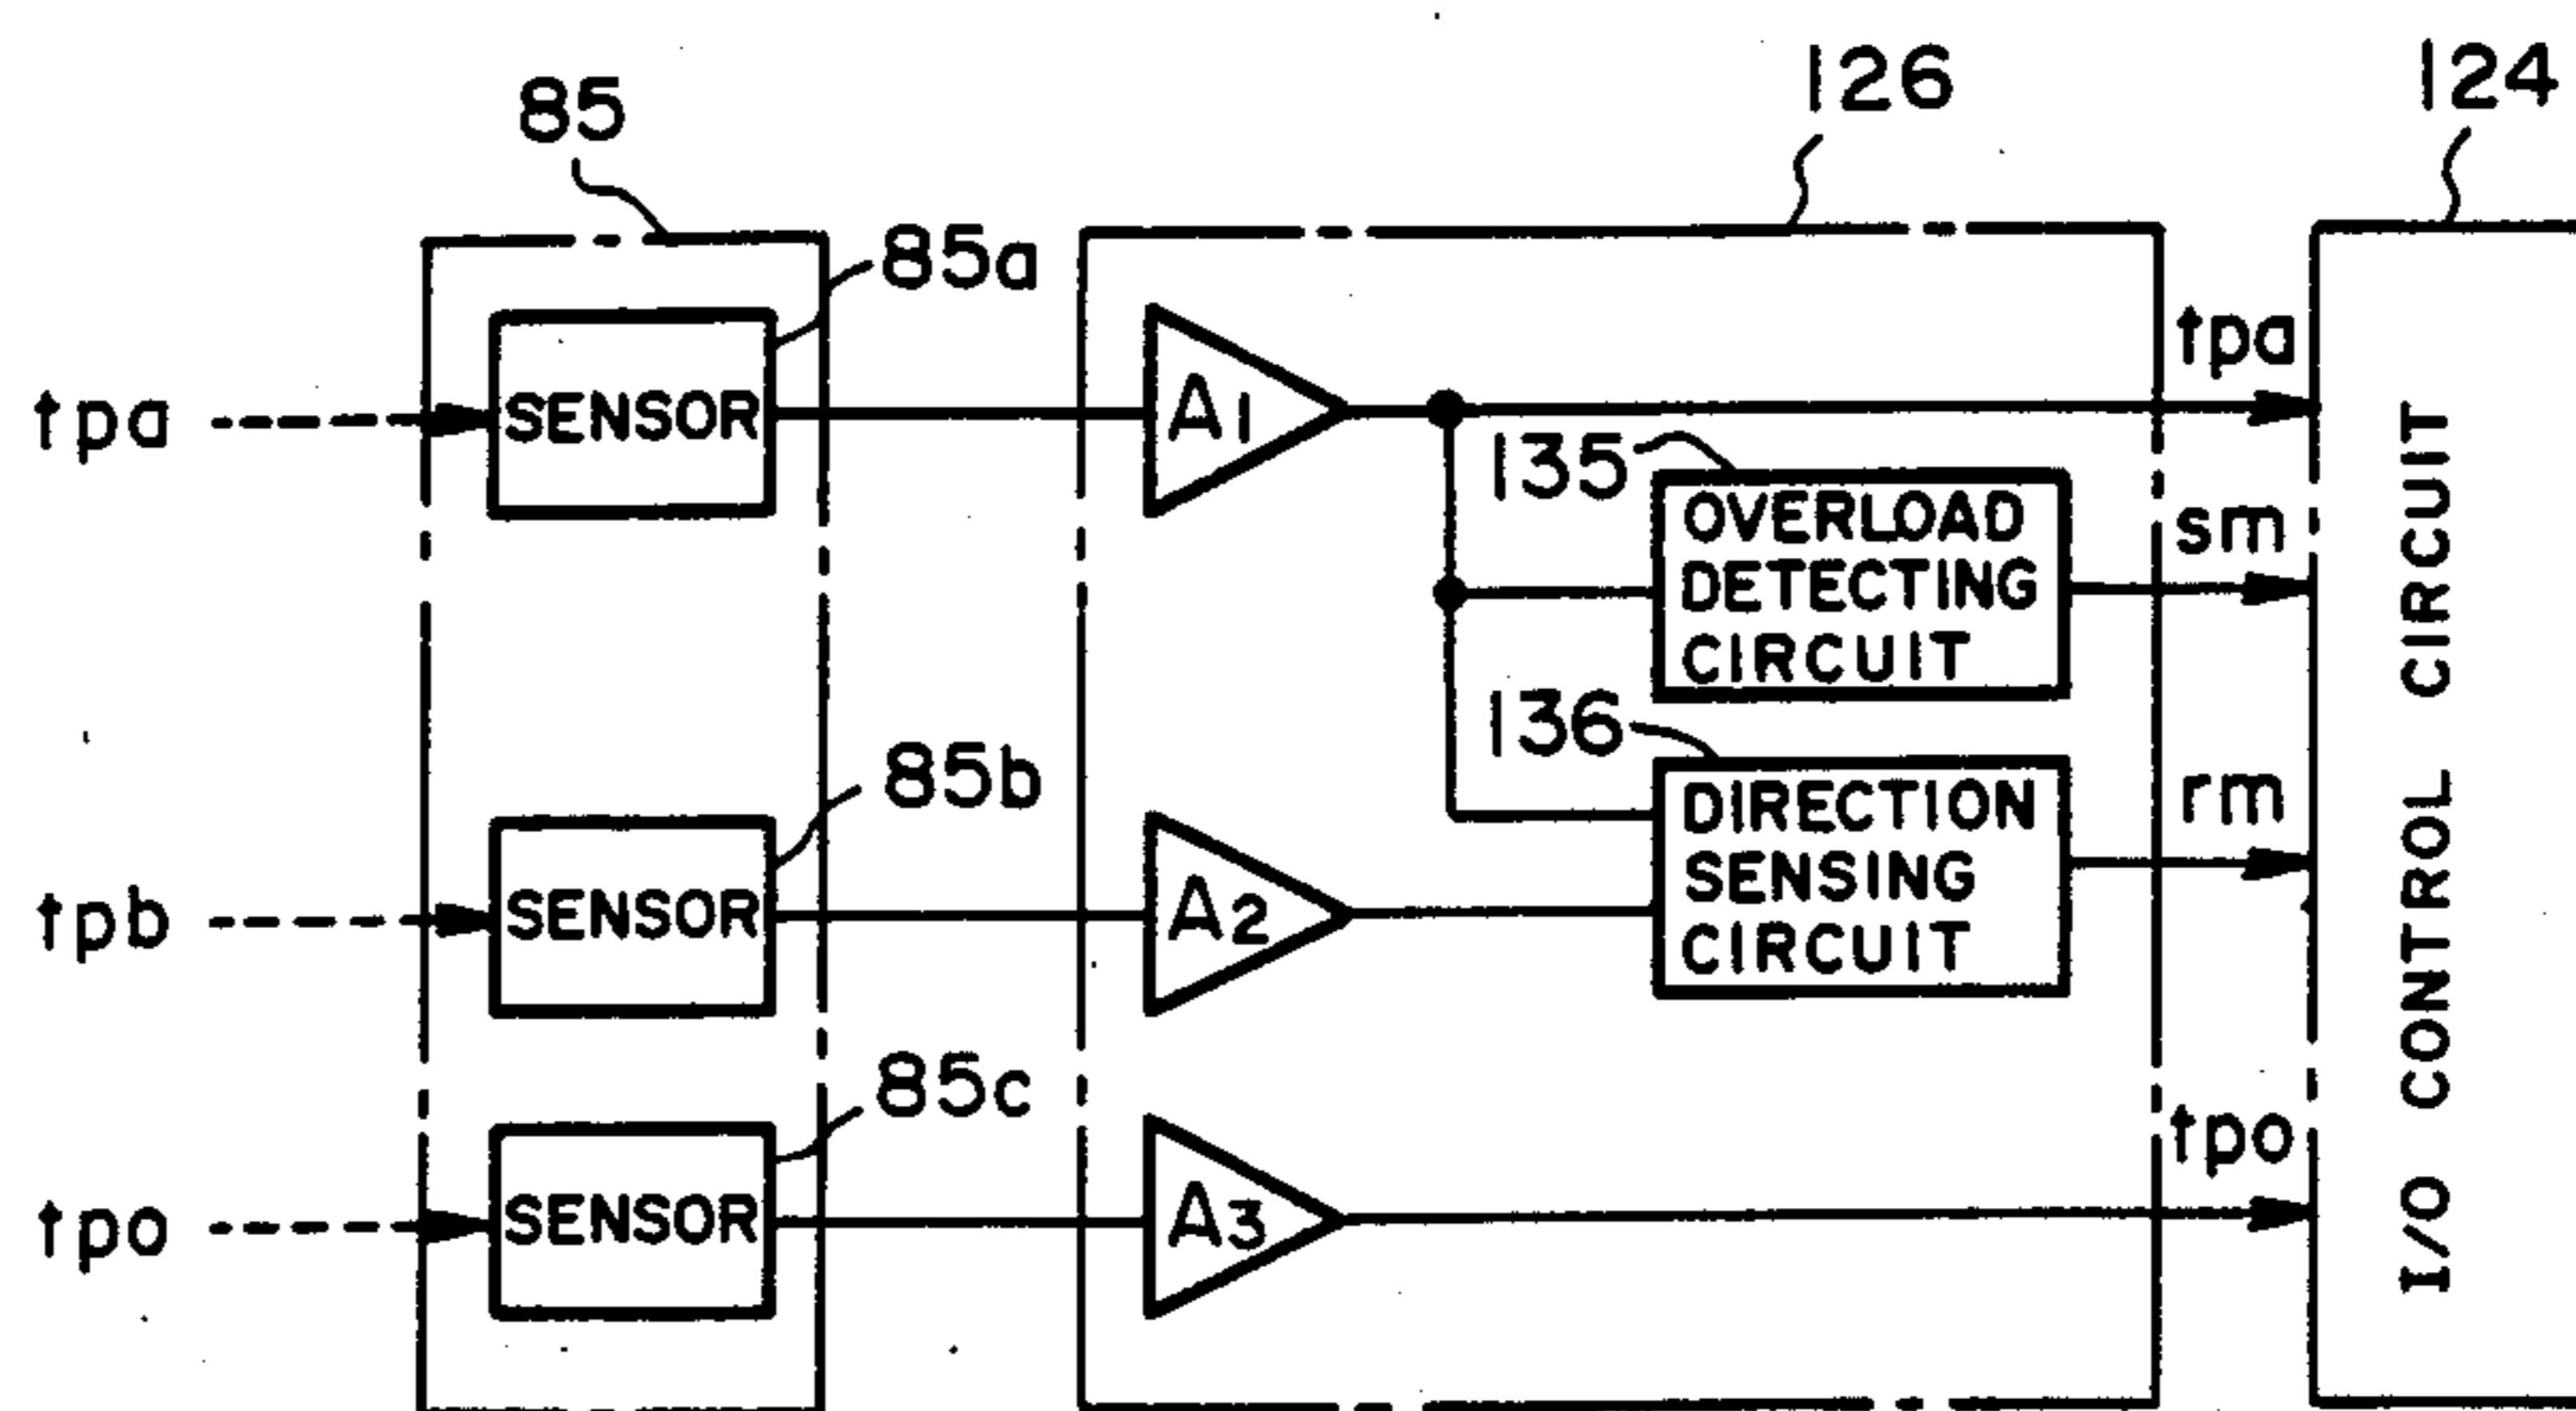 85
126
124
85a
tpa
SENSOR
A1
tpa
135
OVERLOAD
DETECTING
CIRCUIT
sm
136
DIRECTION
SENSING
CIRCUIT
rm
85b
tpb
SENSOR
A2
85c
tpo
SENSOR
A3
tpo
I/O CONTROL CIRCUIT